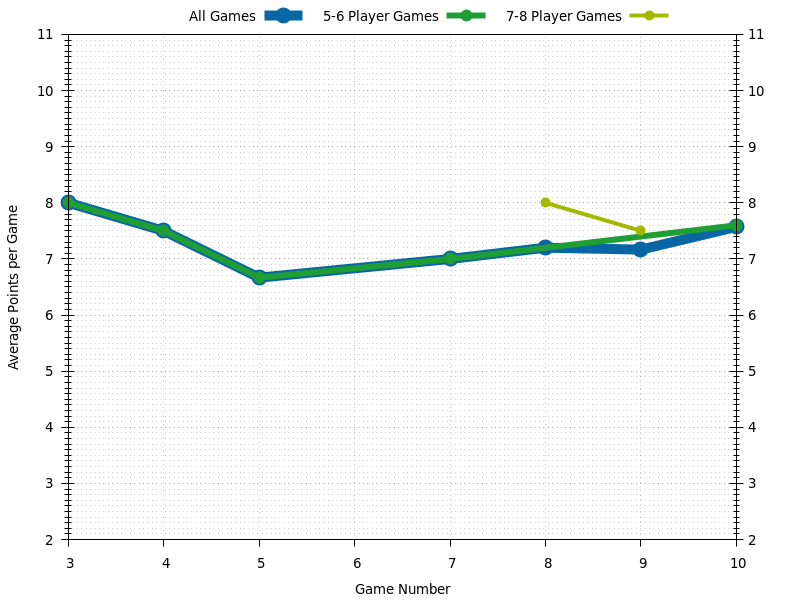 All Games 5-6 Player Games 7-8 Player Games
11 11
10 10
9 9
8 8
7 7
6 6
5 5
4 4
3 3
2 2
Average Points per Game
3 4 5 6 7 8 9 10
Game Number